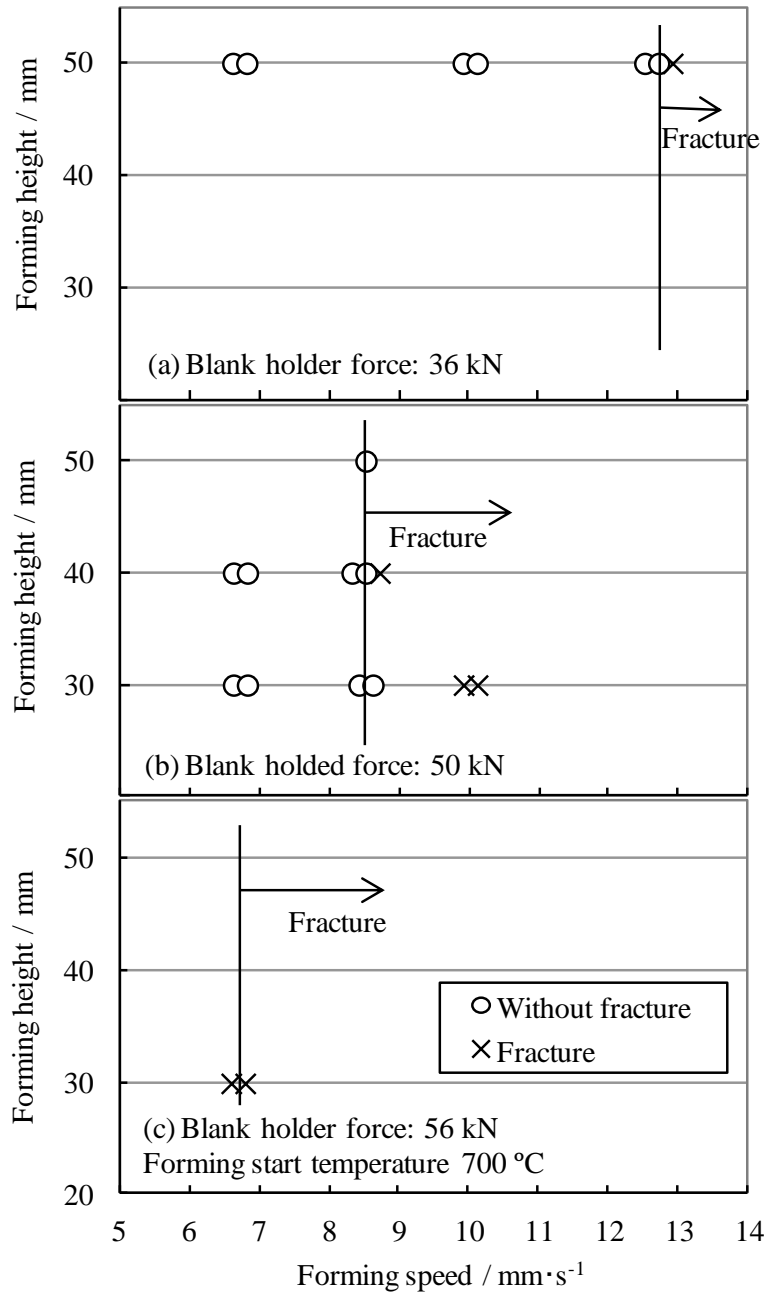 50
40
30
Forming height / mm
Fracture
(a) Blank holder force: 36 kN
50
40
30
Forming height / mm
Fracture
(b) Blank holded force: 50 kN
50
40
30
20
Forming height / mm
Fracture
Without fracture
Fracture
(c) Blank holder force: 56 kN
Forming start temperature 700 ºC
5 6 7 8 9 10 11 12 13 14
Forming speed / mm·s-1